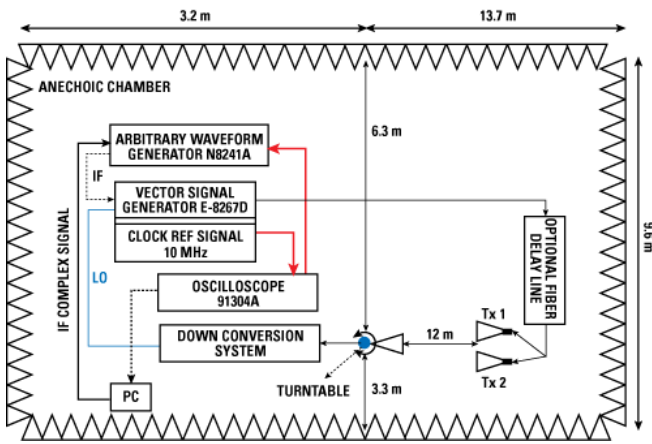 3.2 m
13.7 m
ANECHOIC CHAMBER
6.3 m
9.6 m
ARBITRARY WAVEFORM
GENERATOR N8241A
IF
VECTOR SIGNAL
GENERATOR E-8267D
CLOCK REF SIGNAL
10 MHz
OPTIONAL FIBER
DELAY LINE
IF COMPLEX SIGNAL
LO
OSCILLOSCOPE
91304A
Tx 1
DOWN CONVERSION
SYSTEM
12 m
Tx 2
TURNTABLE
3.3 m
PC